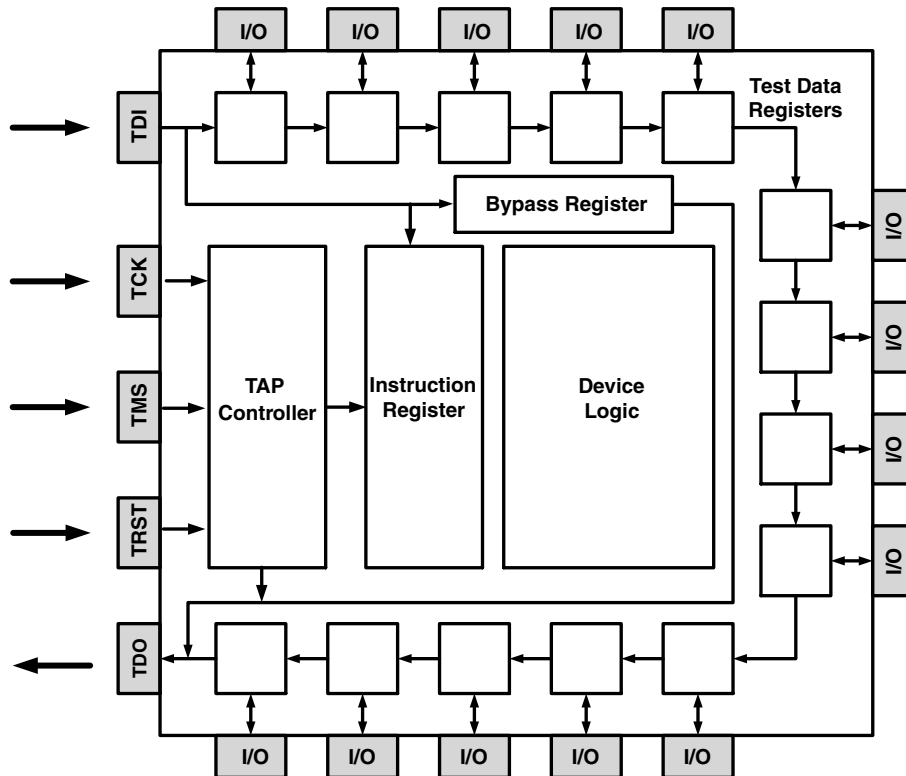 I/O I/O I/O I/O I/O
Test Data
Registers
TDI
Bypass Register
I/O
TCK
I/O
TAP
Controller
Instruction
Register
Device
Logic
TMS
I/O
TRST
I/O
TDO
I/O I/O I/O I/O I/O